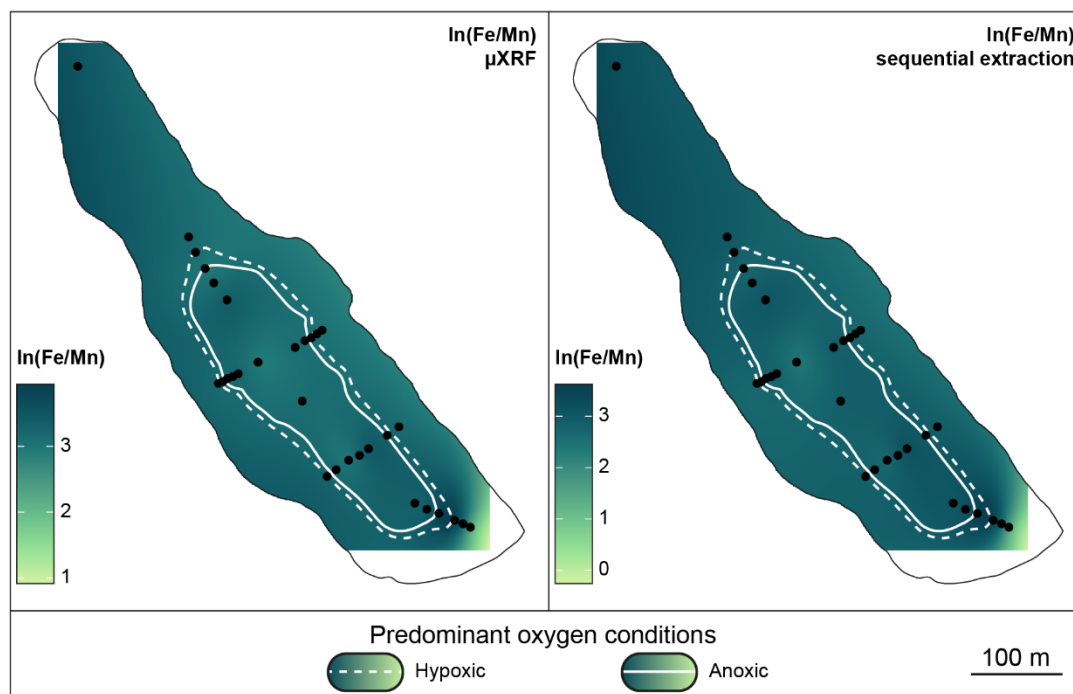 ln(Fe/Mn)
μXRF
ln(Fe/Mn)
3
2
1
ln(Fe/Mn)
sequential extraction
ln(Fe/Mn)
3
2
1
0
Predominant oxygen conditions
Hypoxic
Anoxic
100 m